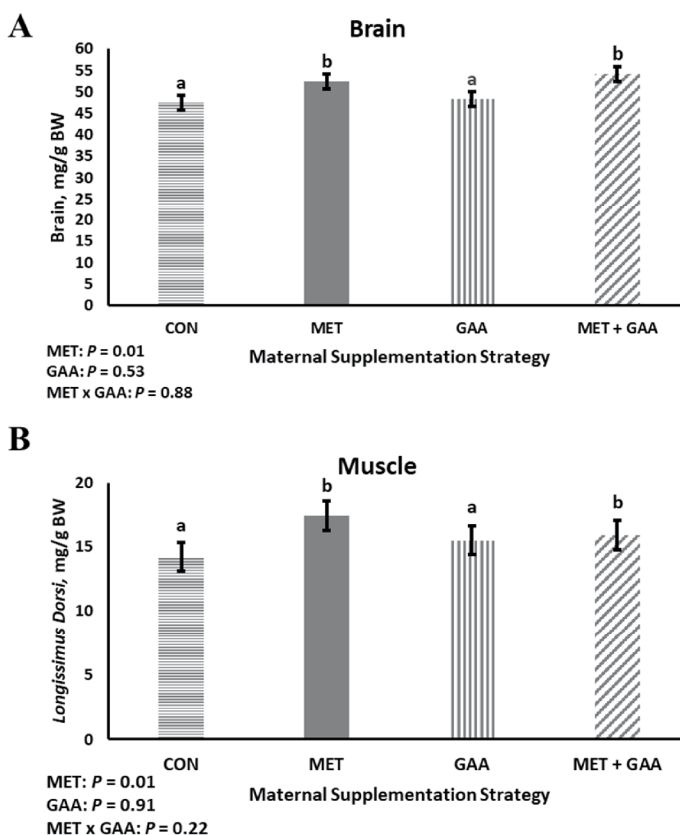 A
Brain
60
55
50
45
40
35
30
25
20
15
10
5
0
Brain, mg/g BW
a
b
a
b
CON MET GAA MET + GAA
Maternal Supplementation Strategy
MET: P = 0.01
GAA: P = 0.53
MET x GAA: P = 0.88
B
Muscle
20
15
10
5
0
Longissimus Dorsi, mg/g BW
a
b
a
b
CON MET GAA MET + GAA
Maternal Supplementation Strategy
MET: P = 0.01
GAA: P = 0.91
MET x GAA: P = 0.22